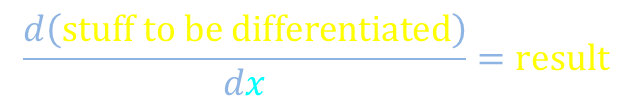 d(stuff to be differentiated)
dx
= result